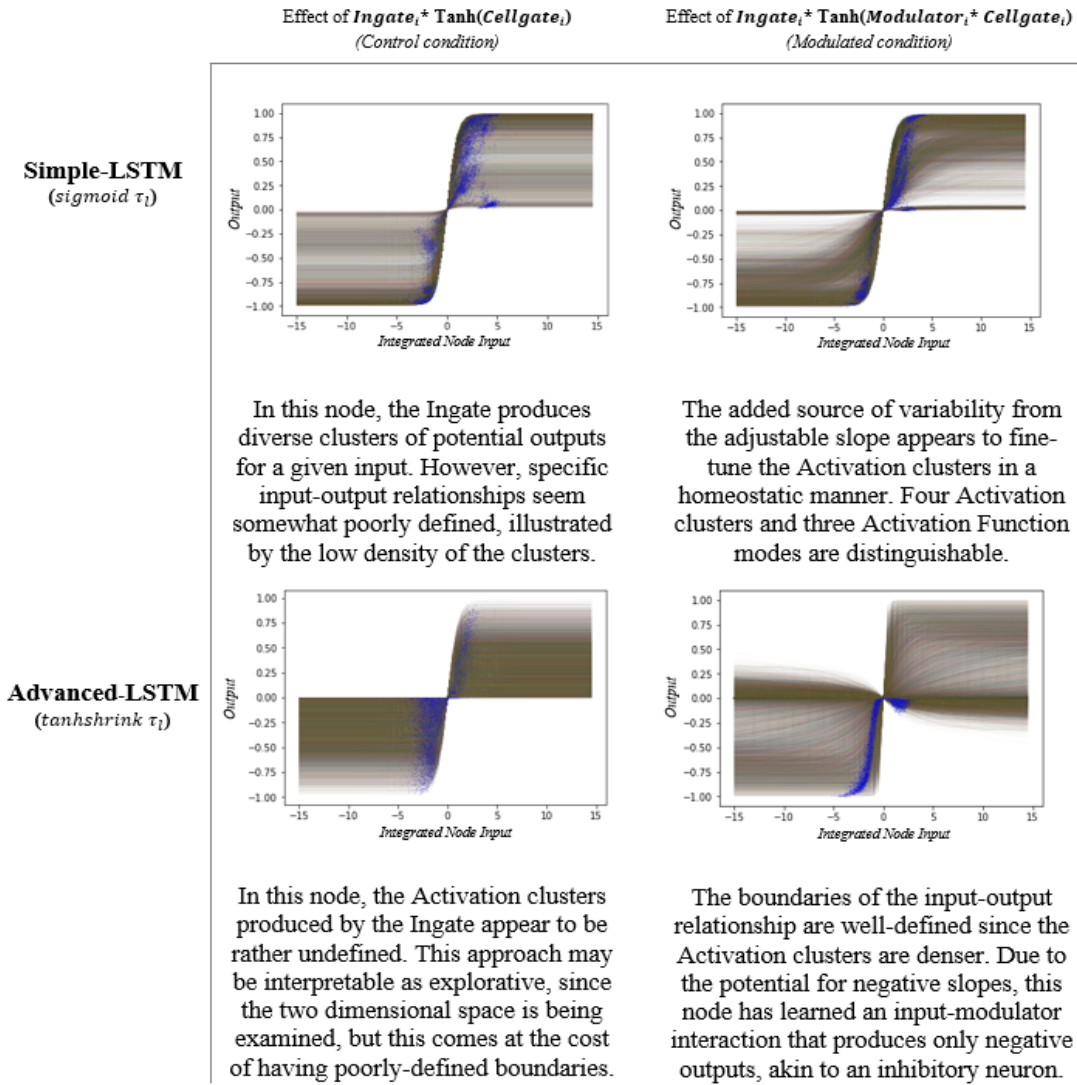 Effect of Ingateᵢ* Tanh(Cellgateᵢ)
(Control condition)
Effect of Ingateᵢ* Tanh(Modulatorᵢ* Cellgateᵢ)
(Modulated condition)
Simple-LSTM
(sigmoid τₗ)
1.00
0.75
0.50
0.25
0.00
−0.25
−0.50
−0.75
−1.00
Output
−15 −10 −5 0 5 10 15
Integrated Node Input
1.00
0.75
0.50
0.25
0.00
−0.25
−0.50
−0.75
−1.00
Output
−15 −10 −5 0 5 10 15
Integrated Node Input
In this node, the Ingate produces
diverse clusters of potential outputs
for a given input. However, specific
input-output relationships seem
somewhat poorly defined, illustrated
by the low density of the clusters.
The added source of variability from
the adjustable slope appears to fine-
tune the Activation clusters in a
homeostatic manner. Four Activation
clusters and three Activation Function
modes are distinguishable.
Advanced-LSTM
(tanhshrink τₗ)
1.00
0.75
0.50
0.25
0.00
−0.25
−0.50
−0.75
−1.00
Output
−15 −10 −5 0 5 10 15
Integrated Node Input
1.00
0.75
0.50
0.25
0.00
−0.25
−0.50
−0.75
−1.00
Output
−15 −10 −5 0 5 10 15
Integrated Node Input
In this node, the Activation clusters
produced by the Ingate appear to be
rather undefined. This approach may
be interpretable as explorative, since
the two dimensional space is being
examined, but this comes at the cost
of having poorly-defined boundaries.
The boundaries of the input-output
relationship are well-defined since the
Activation clusters are denser. Due to
the potential for negative slopes, this
node has learned an input-modulator
interaction that produces only negative
outputs, akin to an inhibitory neuron.